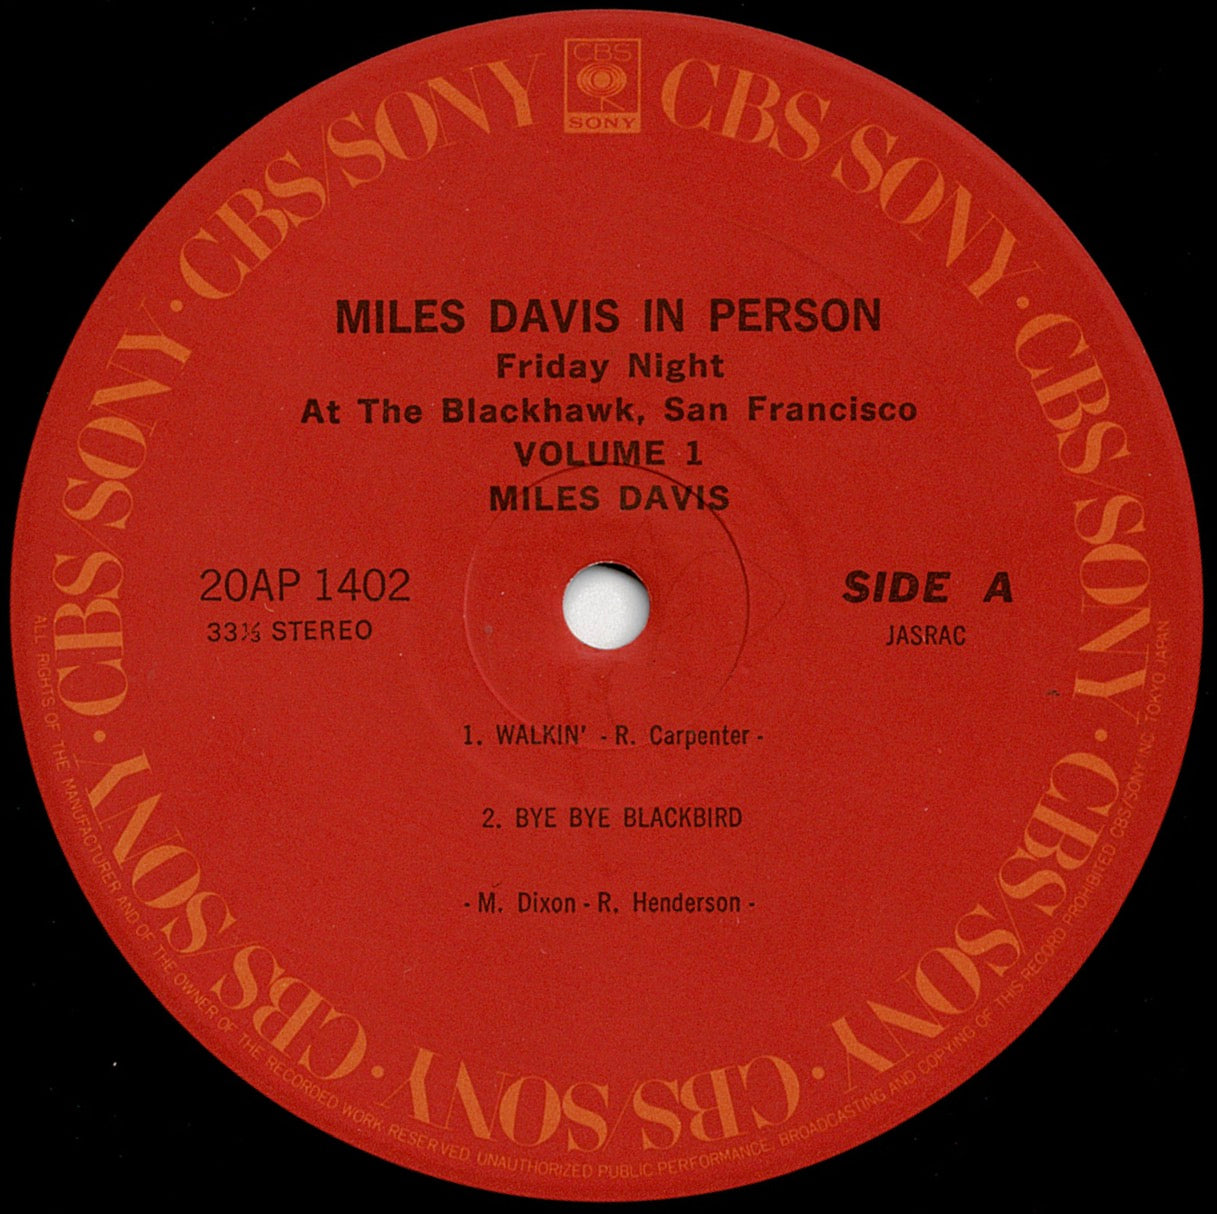 CBS
SONY
CBS/SONY · CBS/SONY · CBS/SONY · CBS/SONY · CBS/SONY · CBS/SONY · CBS/SONY
MILES DAVIS IN PERSON
Friday Night
At The Blackhawk, San Francisco
VOLUME 1
MILES DAVIS
20AP 1402
SIDE A
33⅓ STEREO
JASRAC
1. WALKIN' - R. Carpenter -
2. BYE BYE BLACKBIRD
- M. Dixon - R. Henderson -
ALL RIGHTS OF THE MANUFACTURER AND OF THE OWNER OF THE RECORDED WORK RESERVED. UNAUTHORIZED PUBLIC PERFORMANCE, BROADCASTING AND COPYING OF THIS RECORD PROHIBITED CBS/SONY INC. TOKYO JAPAN